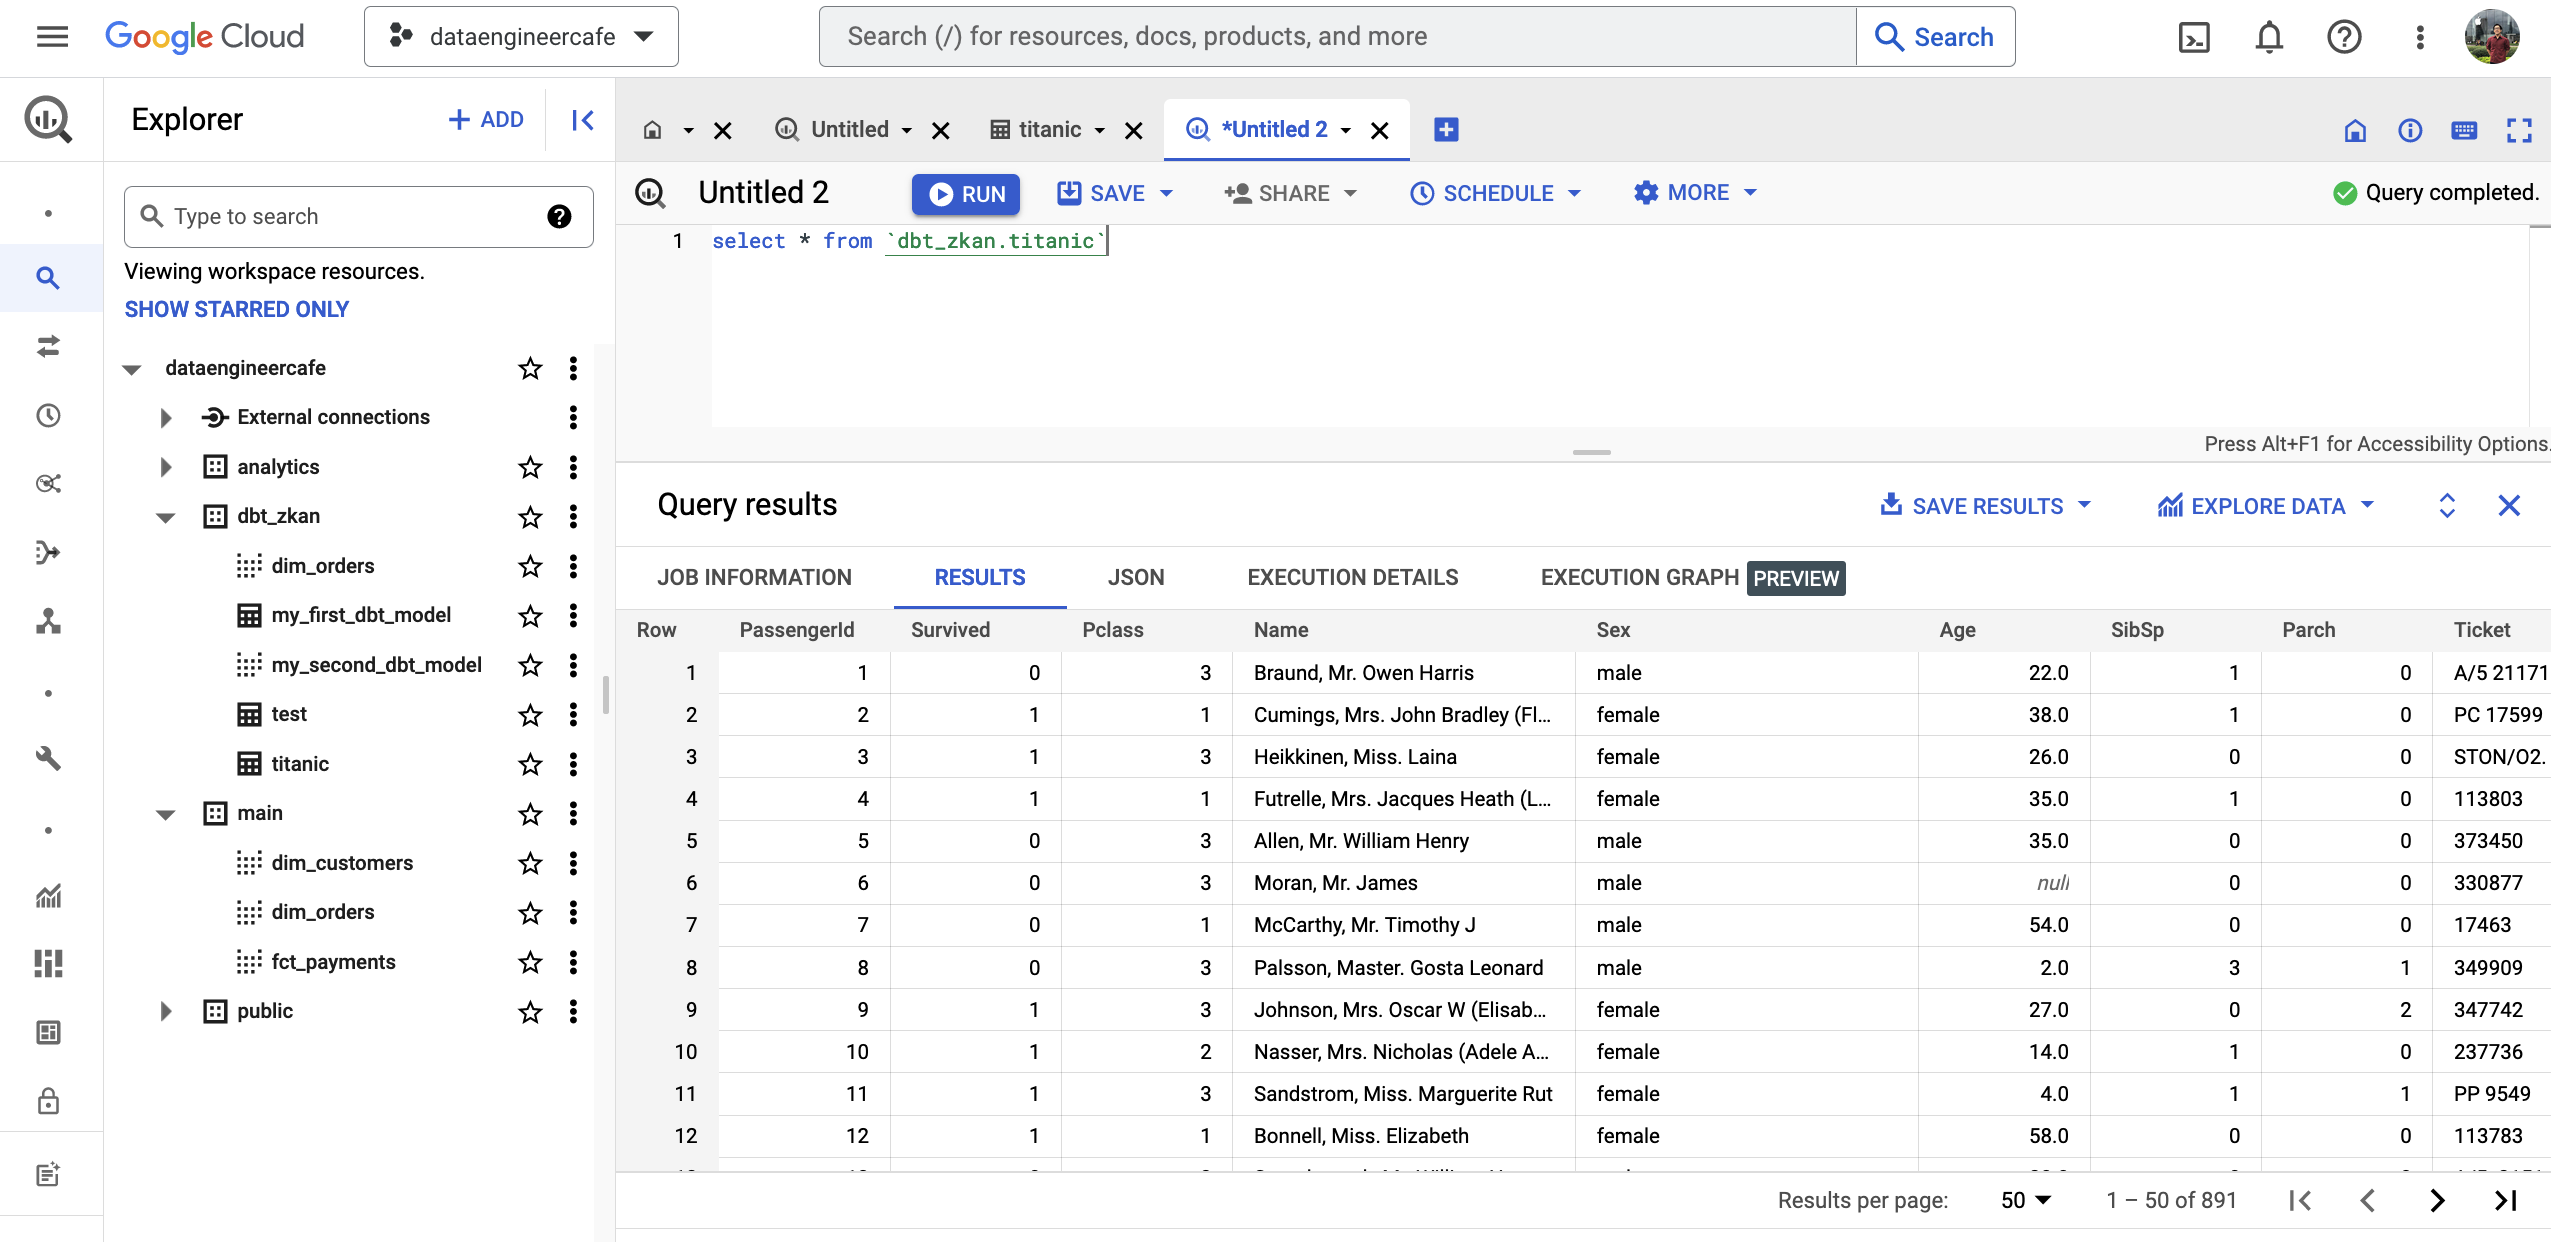 Google Cloud
dataengineercafe
Search (/) for resources, docs, products, and more
Search
Explorer
ADD
Untitled
titanic
*Untitled 2
Type to search
Viewing workspace resources.
SHOW STARRED ONLY
dataengineercafe
External connections
analytics
dbt_zkan
dim_orders
my_first_dbt_model
my_second_dbt_model
test
titanic
main
dim_customers
dim_orders
fct_payments
public
Untitled 2
RUN
SAVE
SHARE
SCHEDULE
MORE
Query completed.
1 select * from `dbt_zkan.titanic`
Press Alt+F1 for Accessibility Options.
Query results
SAVE RESULTS
EXPLORE DATA
JOB INFORMATION RESULTS JSON EXECUTION DETAILS EXECUTION GRAPH PREVIEW
Row PassengerId Survived Pclass Name Sex Age SibSp Parch Ticket
1 1 0 3 Braund, Mr. Owen Harris male 22.0 1 0 A/5 21171
2 2 1 1 Cumings, Mrs. John Bradley (Fl... female 38.0 1 0 PC 17599
3 3 1 3 Heikkinen, Miss. Laina female 26.0 0 0 STON/O2.
4 4 1 1 Futrelle, Mrs. Jacques Heath (L... female 35.0 1 0 113803
5 5 0 3 Allen, Mr. William Henry male 35.0 0 0 373450
6 6 0 3 Moran, Mr. James male null 0 0 330877
7 7 0 1 McCarthy, Mr. Timothy J male 54.0 0 0 17463
8 8 0 3 Palsson, Master. Gosta Leonard male 2.0 3 1 349909
9 9 1 3 Johnson, Mrs. Oscar W (Elisab... female 27.0 0 2 347742
10 10 1 2 Nasser, Mrs. Nicholas (Adele A... female 14.0 1 0 237736
11 11 1 3 Sandstrom, Miss. Marguerite Rut female 4.0 1 1 PP 9549
12 12 1 1 Bonnell, Miss. Elizabeth female 58.0 0 0 113783
Results per page: 50 1 – 50 of 891